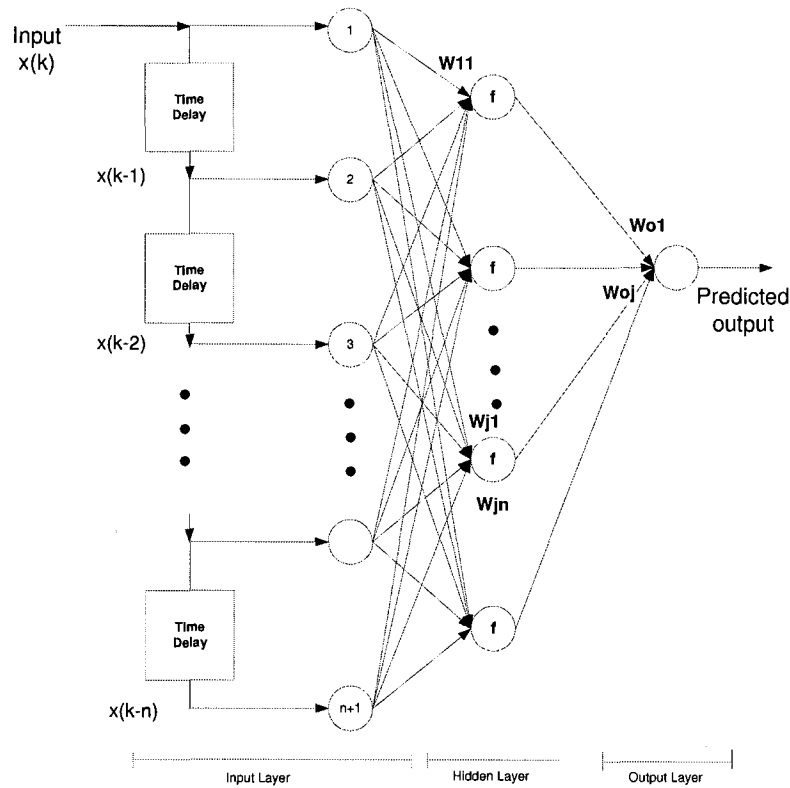 Input
x(k)
1
W11
f
Time
Delay
x(k-1)
2
Wo1
f
Time
Delay
Woj
Predicted
output
x(k-2)
3
Wj1
f
Wjn
Time
Delay
f
x(k-n)
n+1
Input Layer
Hidden Layer
Output Layer